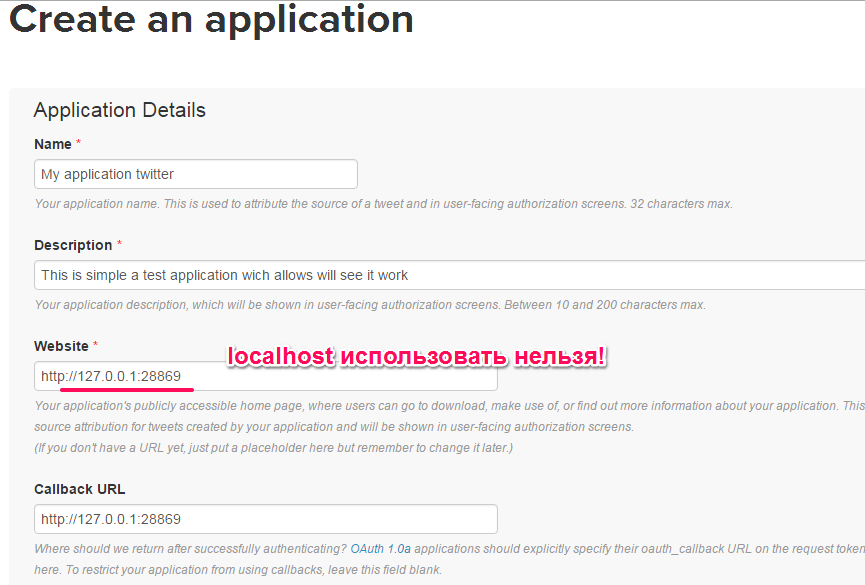 Create an application
Application Details
Name *
My application twitter
Your application name. This is used to attribute the source of a tweet and in user-facing authorization screens. 32 characters max.
Description *
This is simple a test application wich allows will see it work
Your application description, which will be shown in user-facing authorization screens. Between 10 and 200 characters max.
Website *
localhost использовать нельзя!
http://127.0.0.1:28869
Your application's publicly accessible home page, where users can go to download, make use of, or find out more information about your application. This
source attribution for tweets created by your application and will be shown in user-facing authorization screens.
(If you don't have a URL yet, just put a placeholder here but remember to change it later.)
Callback URL
http://127.0.0.1:28869
Where should we return after successfully authenticating? OAuth 1.0a applications should explicitly specify their oauth_callback URL on the request token
here. To restrict your application from using callbacks, leave this field blank.